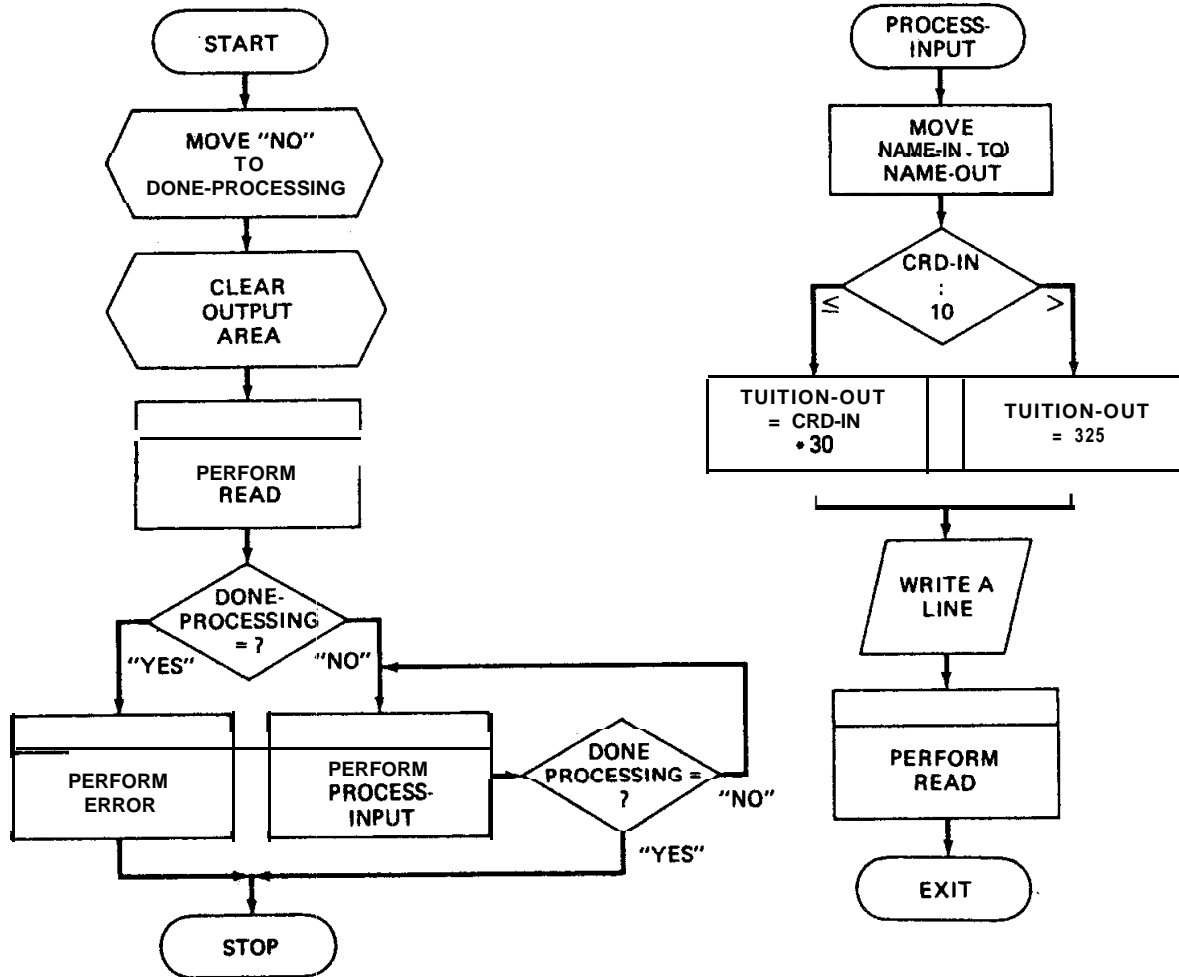 START
MOVE "NO"
TO
DONE-PROCESSING
CLEAR
OUTPUT
AREA
PERFORM
READ
DONE-
PROCESSING
= ?
"YES"
"NO"
PERFORM
ERROR
PERFORM
PROCESS-
INPUT
DONE
PROCESSING =
?
"NO"
"YES"
STOP
PROCESS-
INPUT
MOVE
NAME-IN . TO
NAME-OUT
CRD-IN
:
10
≤
>
TUITION-OUT
= CRD-IN
* 30
TUITION-OUT
= 325
WRITE A
LINE
PERFORM
READ
EXIT